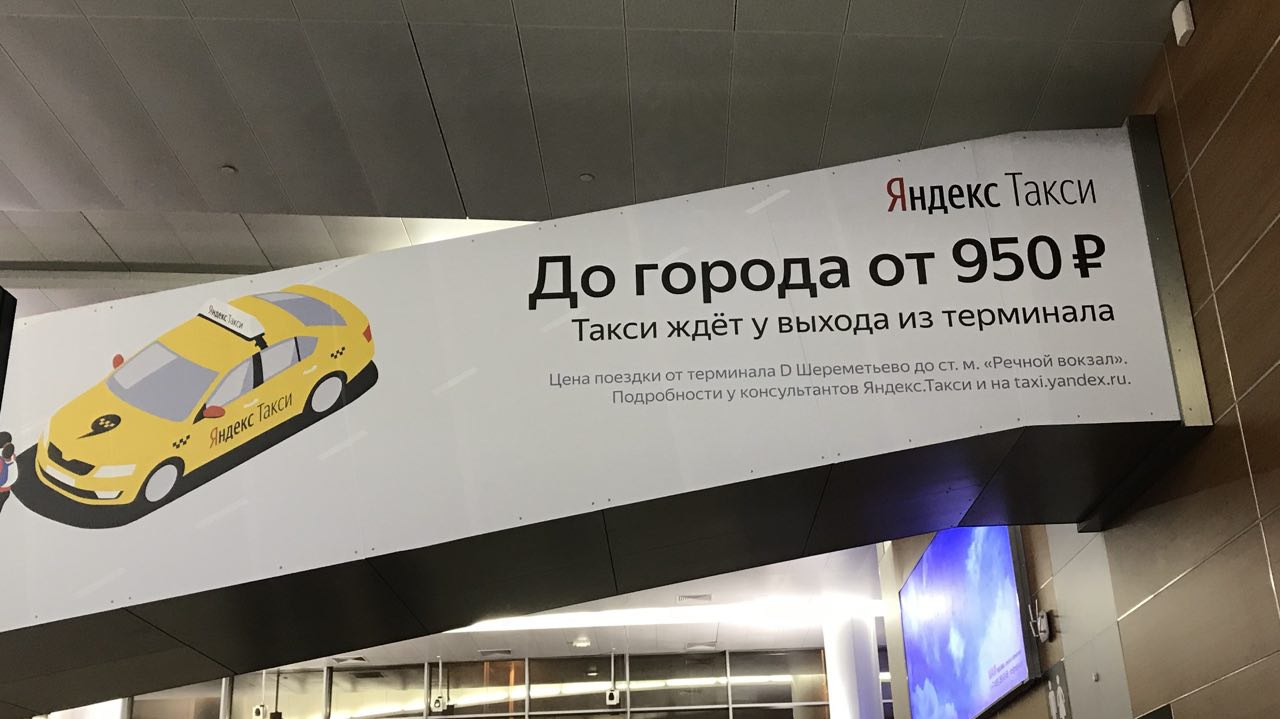 Яндекс Такси
До города от 950 ₽
Такси ждёт у выхода из терминала
Цена поездки от терминала D Шереметьево до ст. м. «Речной вокзал».
Подробности у консультантов Яндекс.Такси и на taxi.yandex.ru.
Яндекс Такси
Яндекс Такси